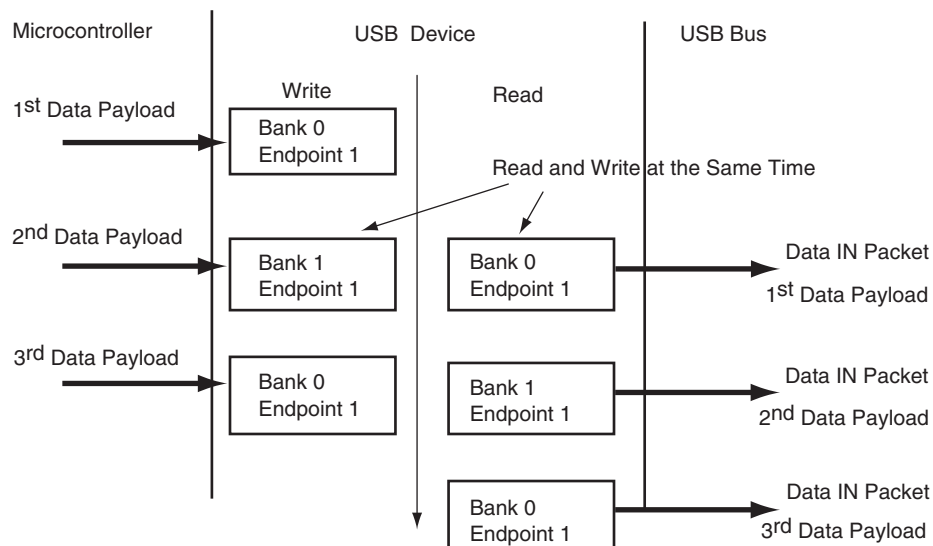 Microcontroller
USB Device
USB Bus
Write
Read
1st Data Payload
Bank 0
Endpoint 1
Read and Write at the Same Time
2nd Data Payload
Bank 1
Endpoint 1
Bank 0
Endpoint 1
Data IN Packet
1st Data Payload
3rd Data Payload
Bank 0
Endpoint 1
Bank 1
Endpoint 1
Data IN Packet
2nd Data Payload
Bank 0
Endpoint 1
Data IN Packet
3rd Data Payload